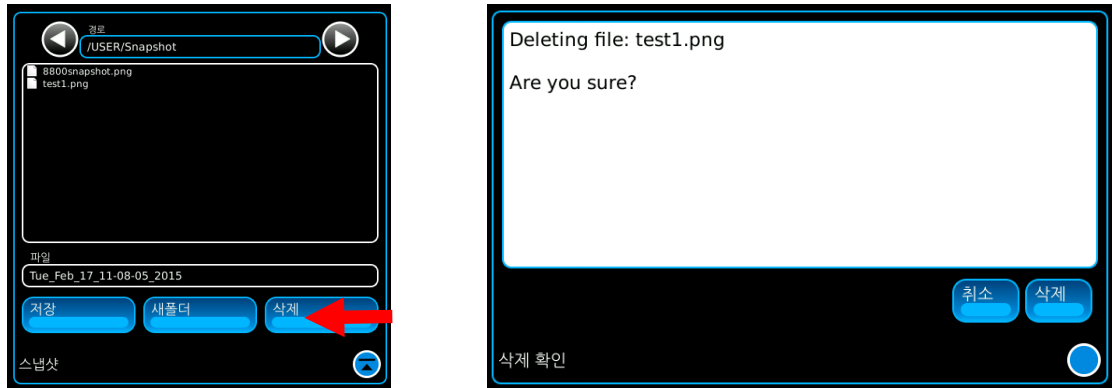 경로
/USER/Snapshot
8800snapshot.png
test1.png
파일
Tue_Feb_17_11-08-05_2015
저장
새폴더
삭제
스냅샷
Deleting file: test1.png
Are you sure?
취소
삭제
삭제 확인